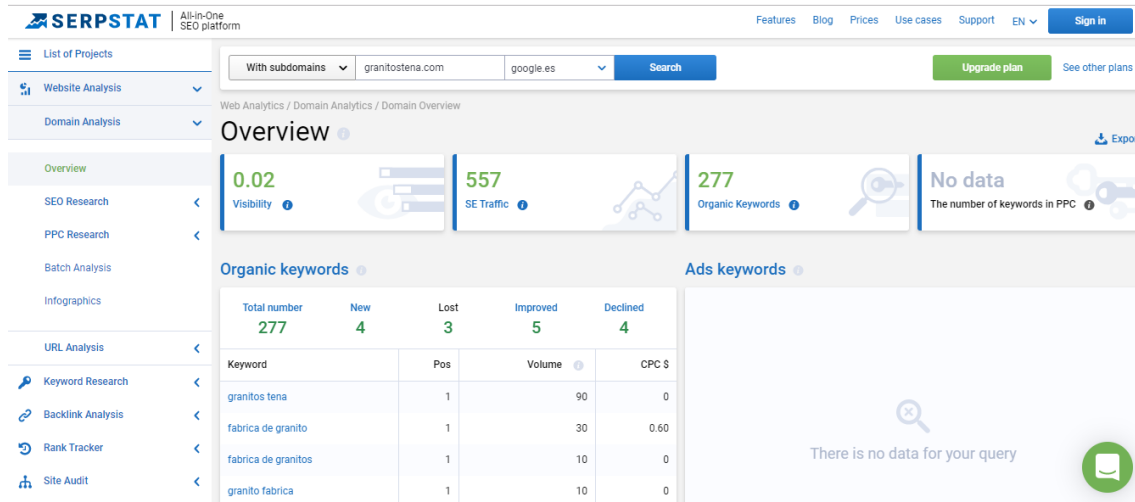 SERPSTAT
All-in-One
SEO platform
Features Blog Prices Use cases Support EN Sign in
List of Projects
Website Analysis
Domain Analysis
Overview
SEO Research
PPC Research
Batch Analysis
Infographics
URL Analysis
Keyword Research
Backlink Analysis
Rank Tracker
Site Audit
With subdomains granitostena.com google.es Search Upgrade plan See other plans
Web Analytics / Domain Analytics / Domain Overview
Overview
Expor
0.02
Visibility
557
SE Traffic
277
Organic Keywords
No data
The number of keywords in PPC
Organic keywords
Total number New Lost Improved Declined
277 4 3 5 4
Keyword Pos Volume CPC $
granitos tena 1 90 0
fabrica de granito 1 30 0.60
fabrica de granitos 1 10 0
granito fabrica 1 10 0
Ads keywords
There is no data for your query